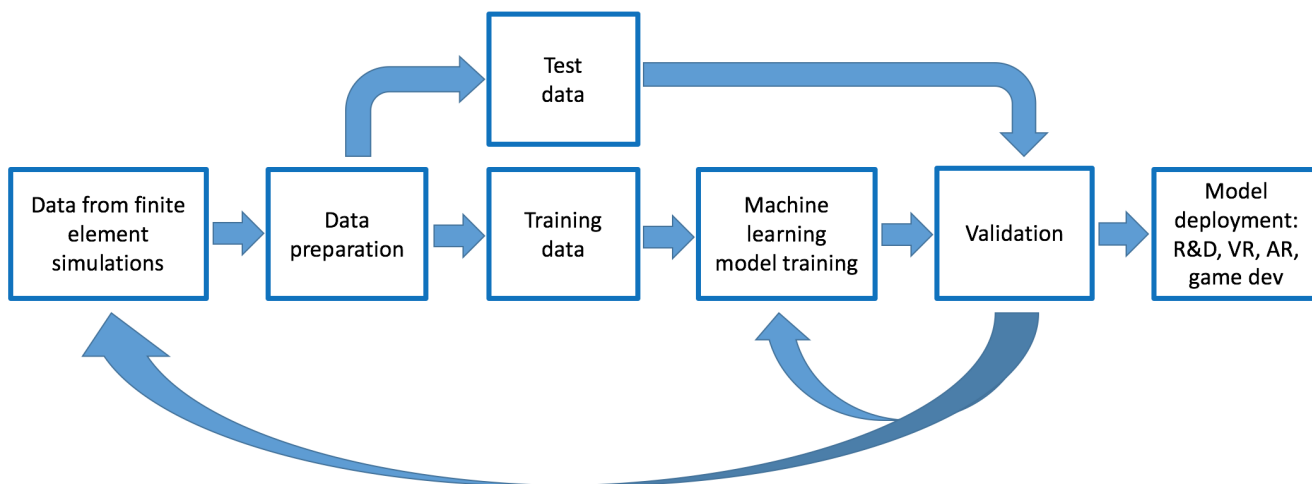 Test
data
Data from finite
element
simulations
Data
preparation
Training
data
Machine
learning
model training
Validation
Model
deployment:
R&D, VR, AR,
game dev